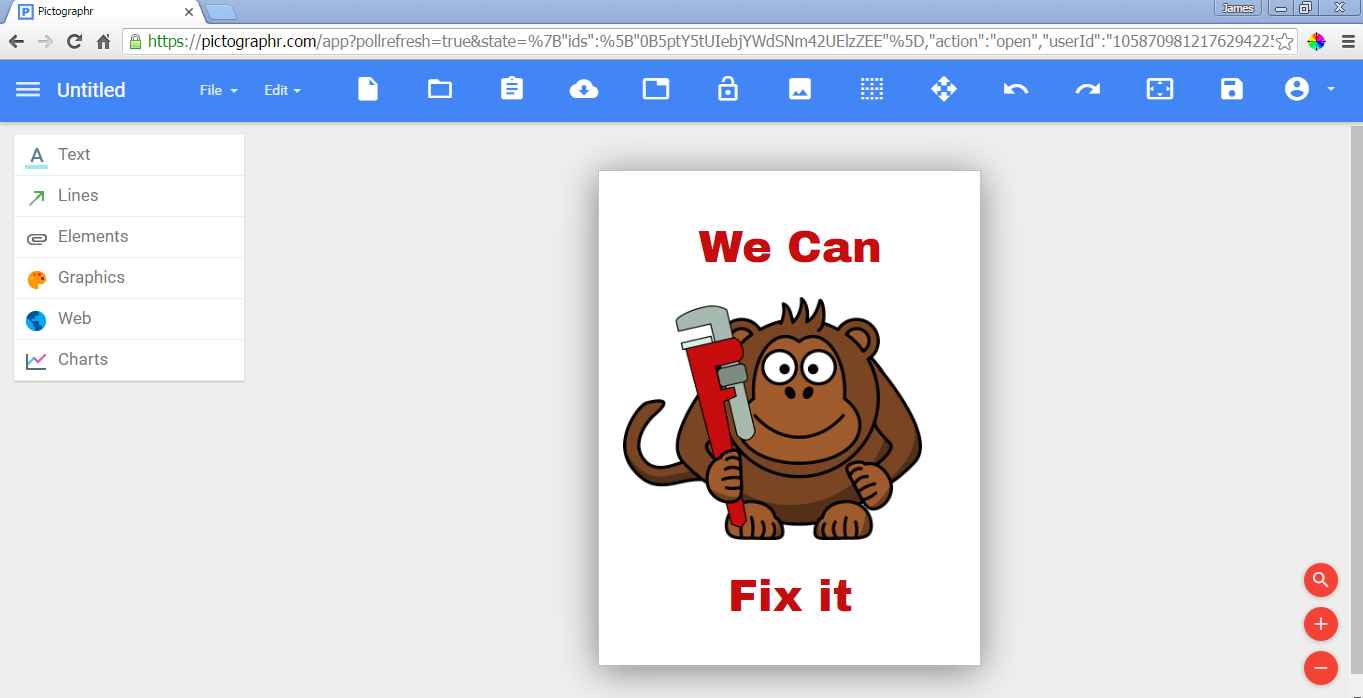 Pictographr
James
https://pictographr.com/app?pollrefresh=true&state=%7B"ids":%5B"0B5ptY5tUIebjYWdSNm42UElzZEE"%5D,"action":"open","userId":"105870981217629422
Untitled
File
Edit
Text
Lines
Elements
Graphics
Web
Charts
We Can
Fix it